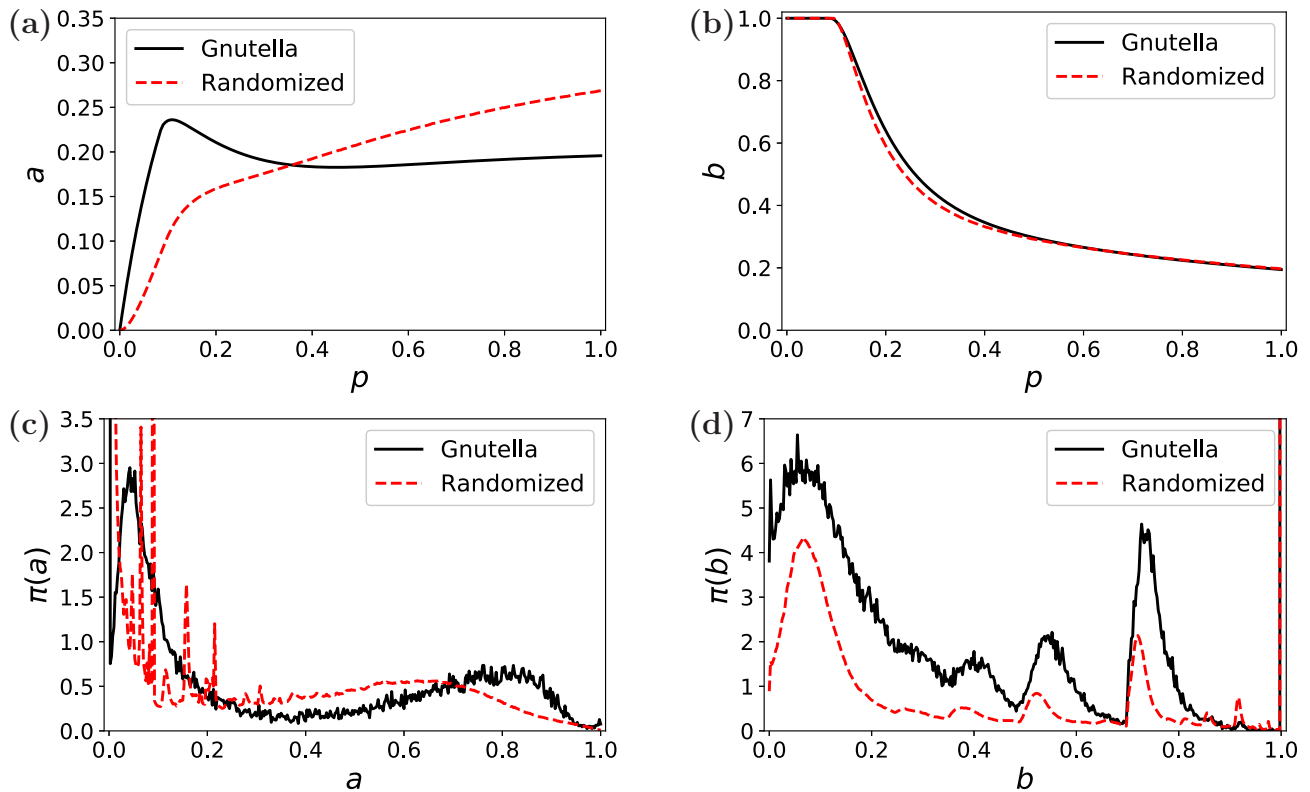 (a)
0.35
0.30
0.25
0.20
0.15
0.10
0.05
0.00
a
Gnutella
Randomized
0.0 0.2 0.4 0.6 0.8 1.0
p
(b)
1.0
0.8
0.6
0.4
0.2
0.0
b
Gnutella
Randomized
0.0 0.2 0.4 0.6 0.8 1.0
p
(c)
3.5
3.0
2.5
2.0
1.5
1.0
0.5
0.0
π(a)
Gnutella
Randomized
0.0 0.2 0.4 0.6 0.8 1.0
a
(d)
7
6
5
4
3
2
1
0
π(b)
Gnutella
Randomized
0.0 0.2 0.4 0.6 0.8 1.0
b